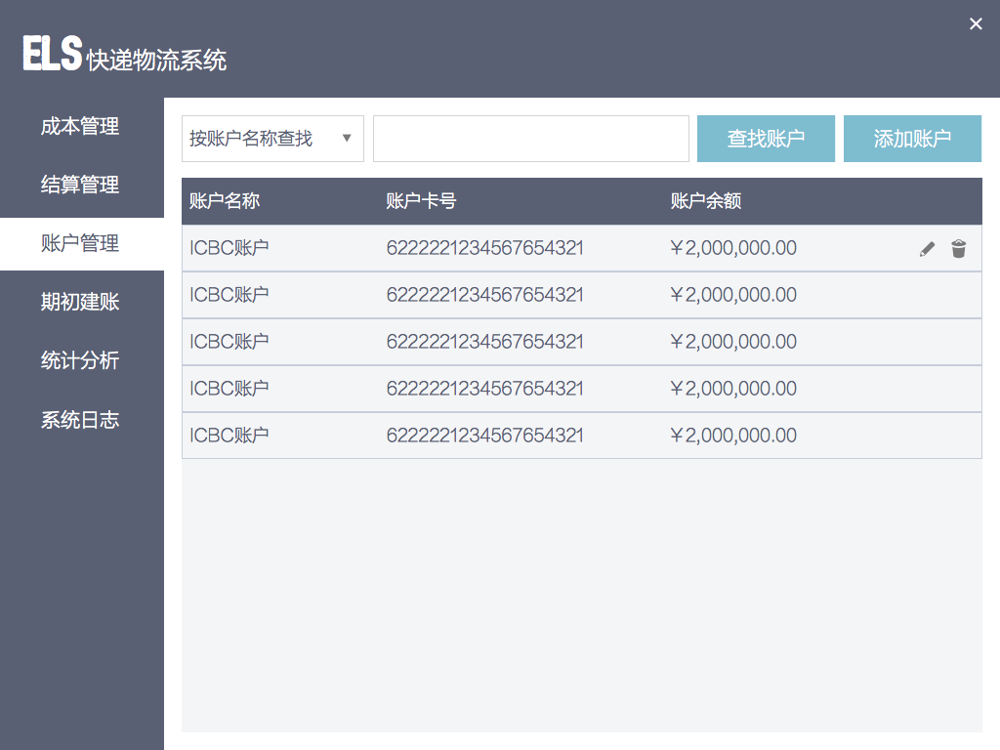 ELS 快递物流系统
成本管理
结算管理
账户管理
期初建账
统计分析
系统日志
按账户名称查找 查找账户 添加账户
账户名称 账户卡号 账户余额
ICBC账户 6222221234567654321 ￥2,000,000.00
ICBC账户 6222221234567654321 ￥2,000,000.00
ICBC账户 6222221234567654321 ￥2,000,000.00
ICBC账户 6222221234567654321 ￥2,000,000.00
ICBC账户 6222221234567654321 ￥2,000,000.00